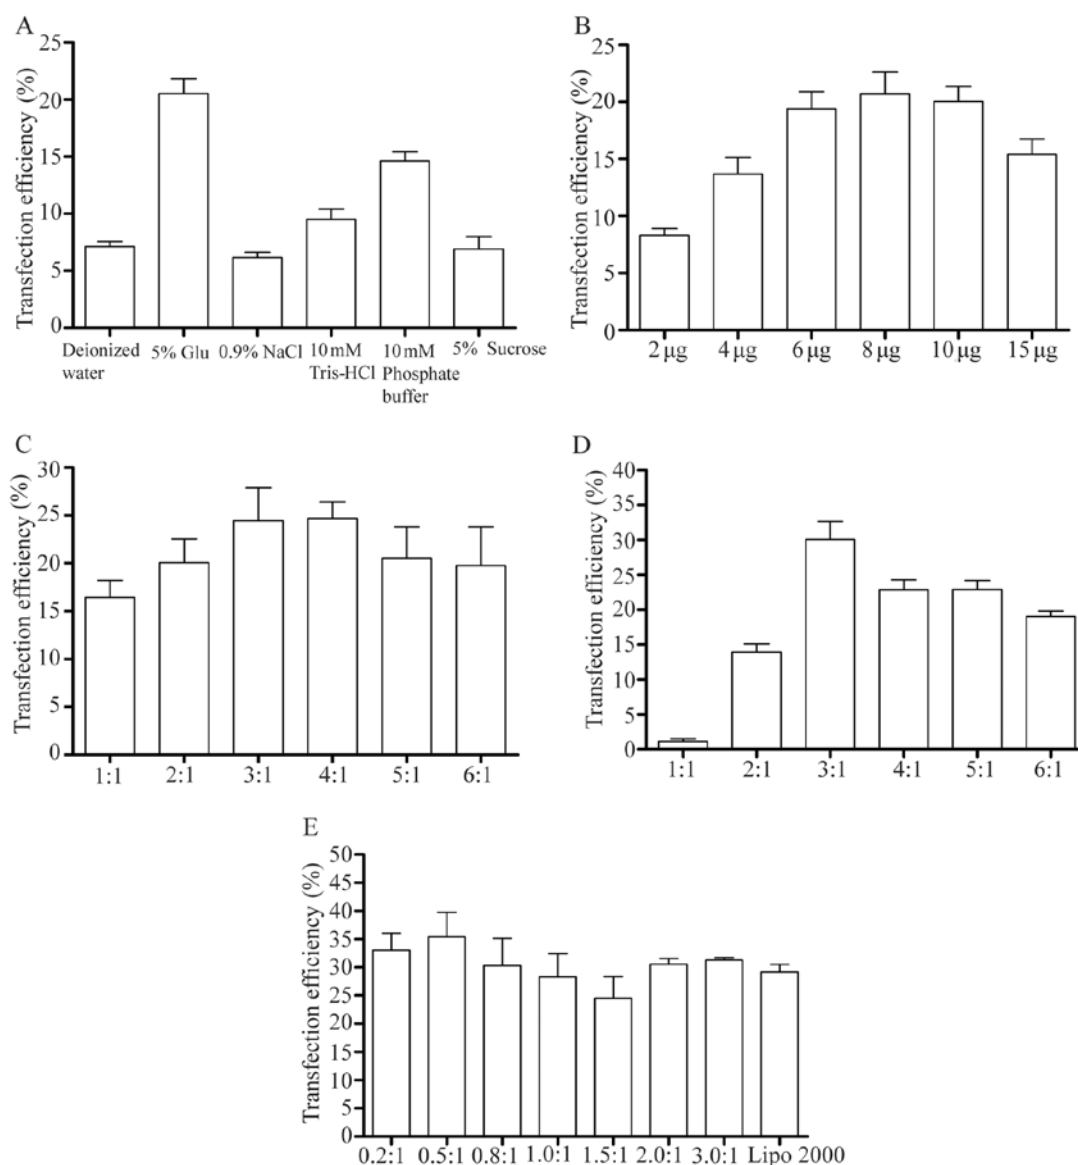 A
Transfection efficiency (%)
25
20
15
10
5
0
Deionized
water
5% Glu
0.9% NaCl
10 mM
Tris-HCl
10 mM
Phosphate
buffer
5% Sucrose
B
Transfection efficiency (%)
25
20
15
10
5
0
2 µg
4 µg
6 µg
8 µg
10 µg
15 µg
C
Transfection efficiency (%)
30
25
20
15
10
5
0
1:1
2:1
3:1
4:1
5:1
6:1
D
Transfection efficiency (%)
40
35
30
25
20
15
10
5
0
1:1
2:1
3:1
4:1
5:1
6:1
E
Transfection efficiency (%)
50
45
40
35
30
25
20
15
10
5
0
0.2:1
0.5:1
0.8:1
1.0:1
1.5:1
2.0:1
3.0:1
Lipo 2000